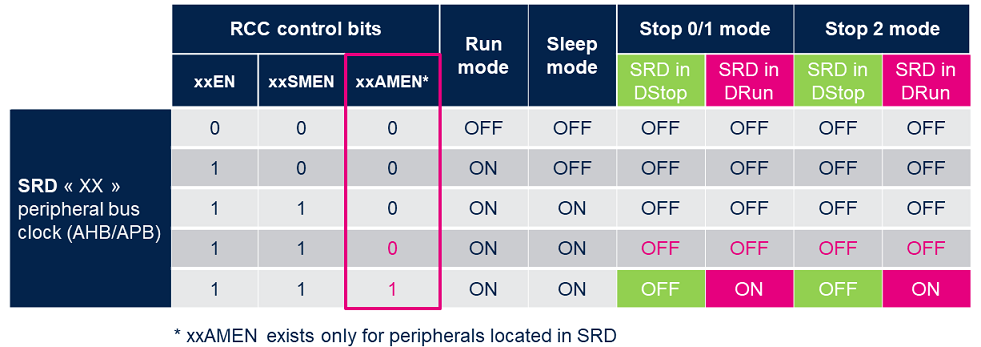 RCC control bits Run mode Sleep mode Stop 0/1 mode Stop 2 mode
xxEN xxSMEN xxAMEN* SRD in DStop SRD in DRun SRD in DStop SRD in DRun
SRD « XX » peripheral bus clock (AHB/APB)
0 0 0 OFF OFF OFF OFF OFF OFF
1 0 0 ON OFF OFF OFF OFF OFF
1 1 0 ON ON OFF OFF OFF OFF
1 1 0 ON ON OFF OFF OFF OFF
1 1 1 ON ON OFF ON OFF ON
* xxAMEN exists only for peripherals located in SRD